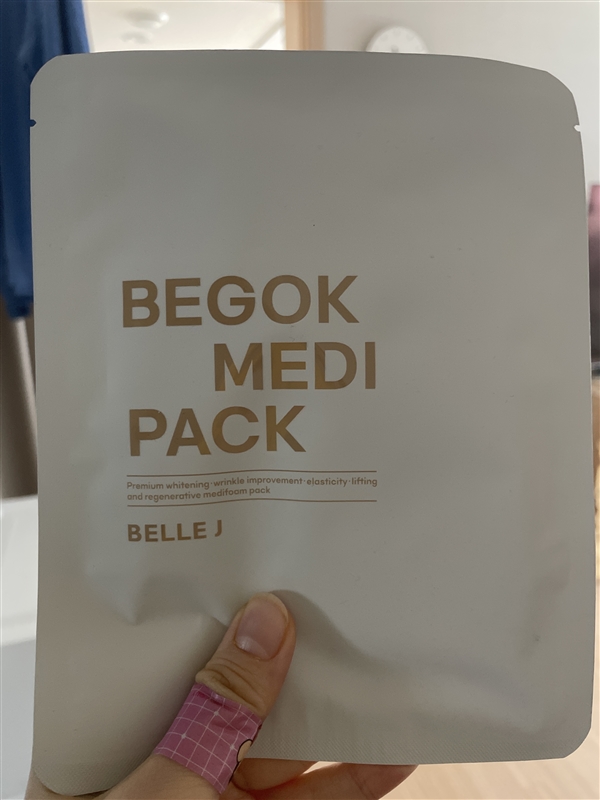 BEGOK
MEDI
PACK
Premium whitening·wrinkle improvement·elasticity·lifting
and regenerative medifoam pack
BELLE J